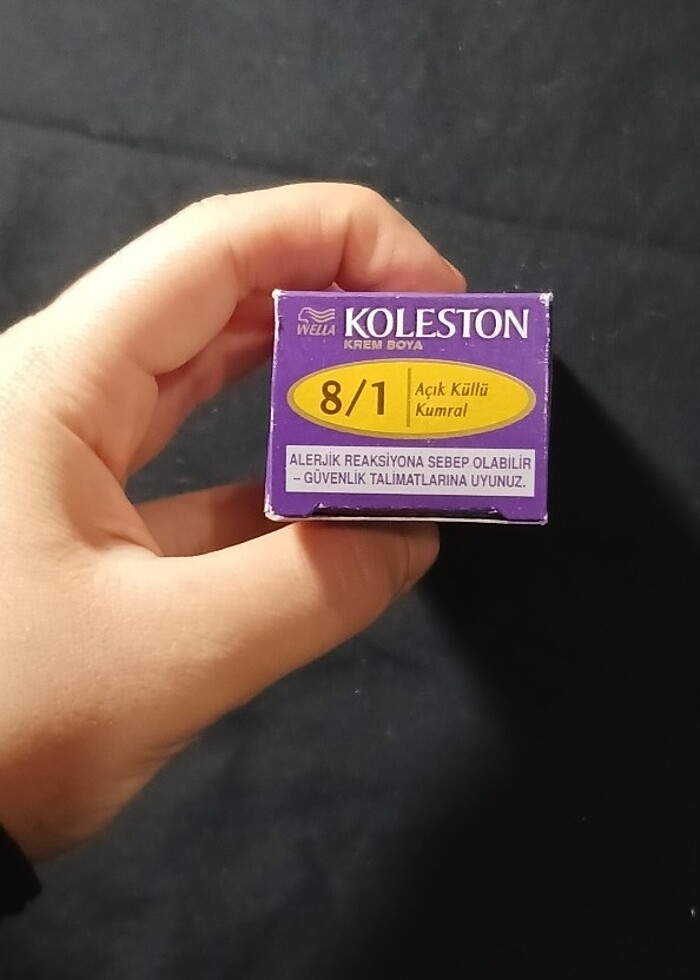 WELLA KOLESTON
KREM BOYA
8/1 Açık Küllü
Kumral
ALERJİK REAKSİYONA SEBEP OLABİLİR
– GÜVENLİK TALİMATLARINA UYUNUZ.